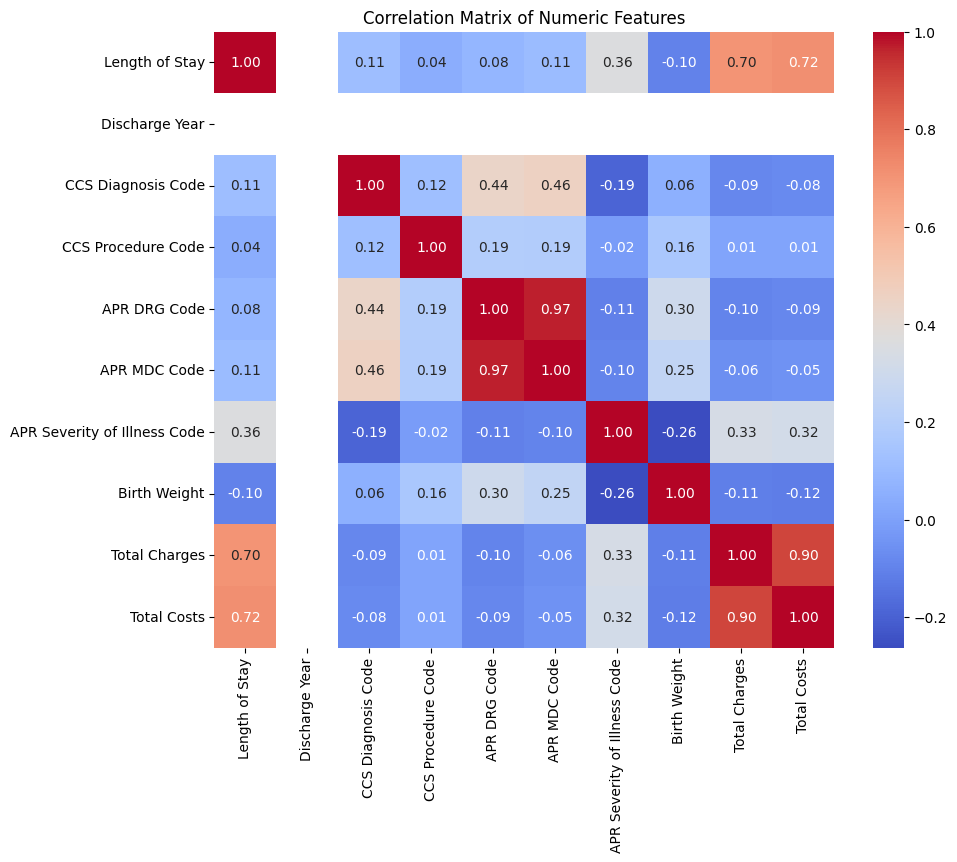 Correlation Matrix of Numeric Features
Length of Stay 1.00 0.11 0.04 0.08 0.11 0.36 -0.10 0.70 0.72
Discharge Year
CCS Diagnosis Code 0.11 1.00 0.12 0.44 0.46 -0.19 0.06 -0.09 -0.08
CCS Procedure Code 0.04 0.12 1.00 0.19 0.19 -0.02 0.16 0.01 0.01
APR DRG Code 0.08 0.44 0.19 1.00 0.97 -0.11 0.30 -0.10 -0.09
APR MDC Code 0.11 0.46 0.19 0.97 1.00 -0.10 0.25 -0.06 -0.05
APR Severity of Illness Code 0.36 -0.19 -0.02 -0.11 -0.10 1.00 -0.26 0.33 0.32
Birth Weight -0.10 0.06 0.16 0.30 0.25 -0.26 1.00 -0.11 -0.12
Total Charges 0.70 -0.09 0.01 -0.10 -0.06 0.33 -0.11 1.00 0.90
Total Costs 0.72 -0.08 0.01 -0.09 -0.05 0.32 -0.12 0.90 1.00
Length of Stay
Discharge Year
CCS Diagnosis Code
CCS Procedure Code
APR DRG Code
APR MDC Code
APR Severity of Illness Code
Birth Weight
Total Charges
Total Costs
1.0
0.8
0.6
0.4
0.2
0.0
-0.2